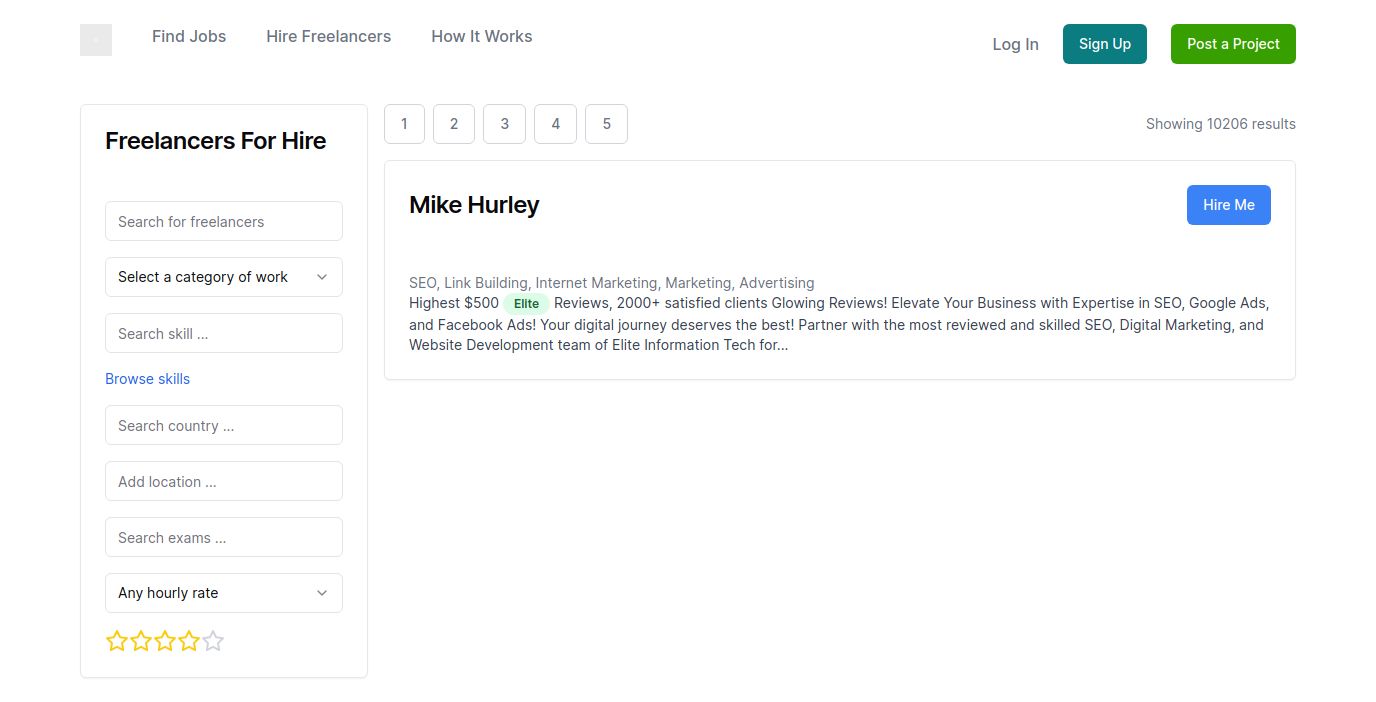 Find Jobs
Hire Freelancers
How It Works
Log In
Sign Up
Post a Project
Freelancers For Hire
Search for freelancers
Select a category of work
Search skill ...
Browse skills
Search country ...
Add location ...
Search exams ...
Any hourly rate
1 2 3 4 5
Showing 10206 results
Mike Hurley
Hire Me
SEO, Link Building, Internet Marketing, Marketing, Advertising
Highest $500 Elite Reviews, 2000+ satisfied clients Glowing Reviews! Elevate Your Business with Expertise in SEO, Google Ads,
and Facebook Ads! Your digital journey deserves the best! Partner with the most reviewed and skilled SEO, Digital Marketing, and
Website Development team of Elite Information Tech for...